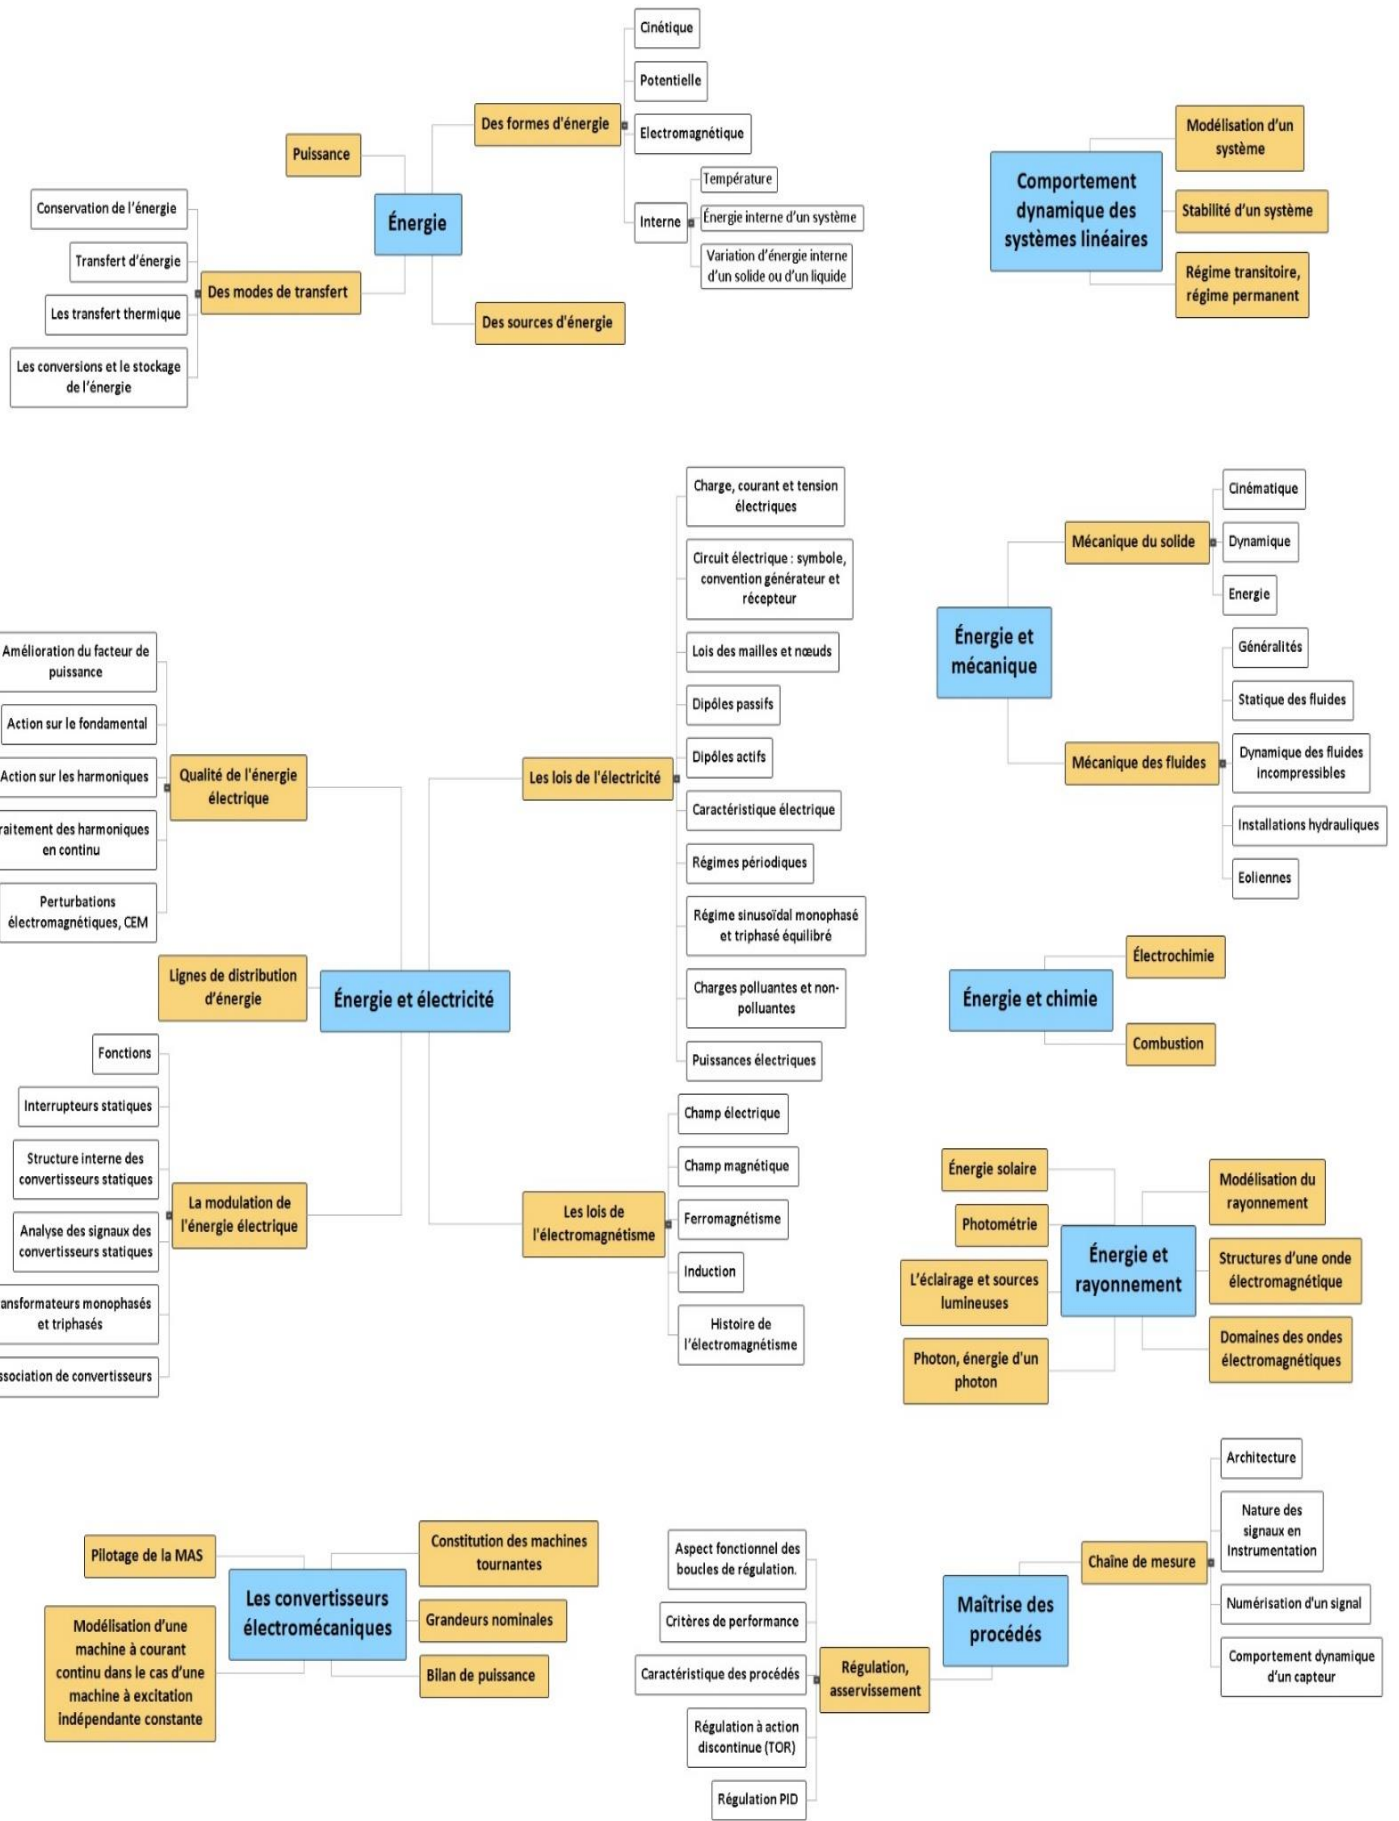 Cinétique
Potentielle
Des formes d'énergie
Electromagnétique
Puissance
Température
Énergie
Interne
Énergie interne d'un système
Variation d'énergie interne
d'un solide ou d'un liquide
Conservation de l'énergie
Transfert d'énergie
Des modes de transfert
Les transfert thermique
Les conversions et le stockage
de l'énergie
Des sources d'énergie
Comportement
dynamique des
systèmes linéaires
Modélisation d'un
système
Stabilité d'un système
Régime transitoire,
régime permanent
Charge, courant et tension
électriques
Circuit électrique : symbole,
convention générateur et
récepteur
Lois des mailles et nœuds
Dipôles passifs
Dipôles actifs
Les lois de l'électricité
Caractéristique électrique
Régimes périodiques
Régime sinusoïdal monophasé
et triphasé équilibré
Charges polluantes et non-
polluantes
Puissances électriques
Amélioration du facteur de
puissance
Action sur le fondamental
Action sur les harmoniques
Qualité de l'énergie
électrique
raitement des harmoniques
en continu
Perturbations
électromagnétiques, CEM
Lignes de distribution
d'énergie
Énergie et électricité
Fonctions
Interrupteurs statiques
Structure interne des
convertisseurs statiques
La modulation de
l'énergie électrique
Analyse des signaux des
convertisseurs statiques
ansformateurs monophasés
et triphasés
ssociation de convertisseurs
Champ électrique
Champ magnétique
Les lois de
l'électromagnétisme
Ferromagnétisme
Induction
Histoire de
l'électromagnétisme
Cinématique
Mécanique du solide
Dynamique
Energie
Énergie et
mécanique
Généralités
Statique des fluides
Mécanique des fluides
Dynamique des fluides
incompressibles
Installations hydrauliques
Eoliennes
Électrochimie
Énergie et chimie
Combustion
Énergie solaire
Photométrie
L'éclairage et sources
lumineuses
Photon, énergie d'un
photon
Énergie et
rayonnement
Modélisation du
rayonnement
Structures d'une onde
électromagnétique
Domaines des ondes
électromagnétiques
Pilotage de la MAS
Modélisation d'une
machine à courant
continu dans le cas d'une
machine à excitation
indépendante constante
Les convertisseurs
électromécaniques
Constitution des machines
tournantes
Grandeurs nominales
Bilan de puissance
Aspect fonctionnel des
boucles de régulation.
Critères de performance
Caractéristique des procédés
Régulation à action
discontinue (TOR)
Régulation PID
Régulation,
asservissement
Maîtrise des
procédés
Chaîne de mesure
Architecture
Nature des
signaux en
Instrumentation
Numérisation d'un signal
Comportement dynamique
d'un capteur